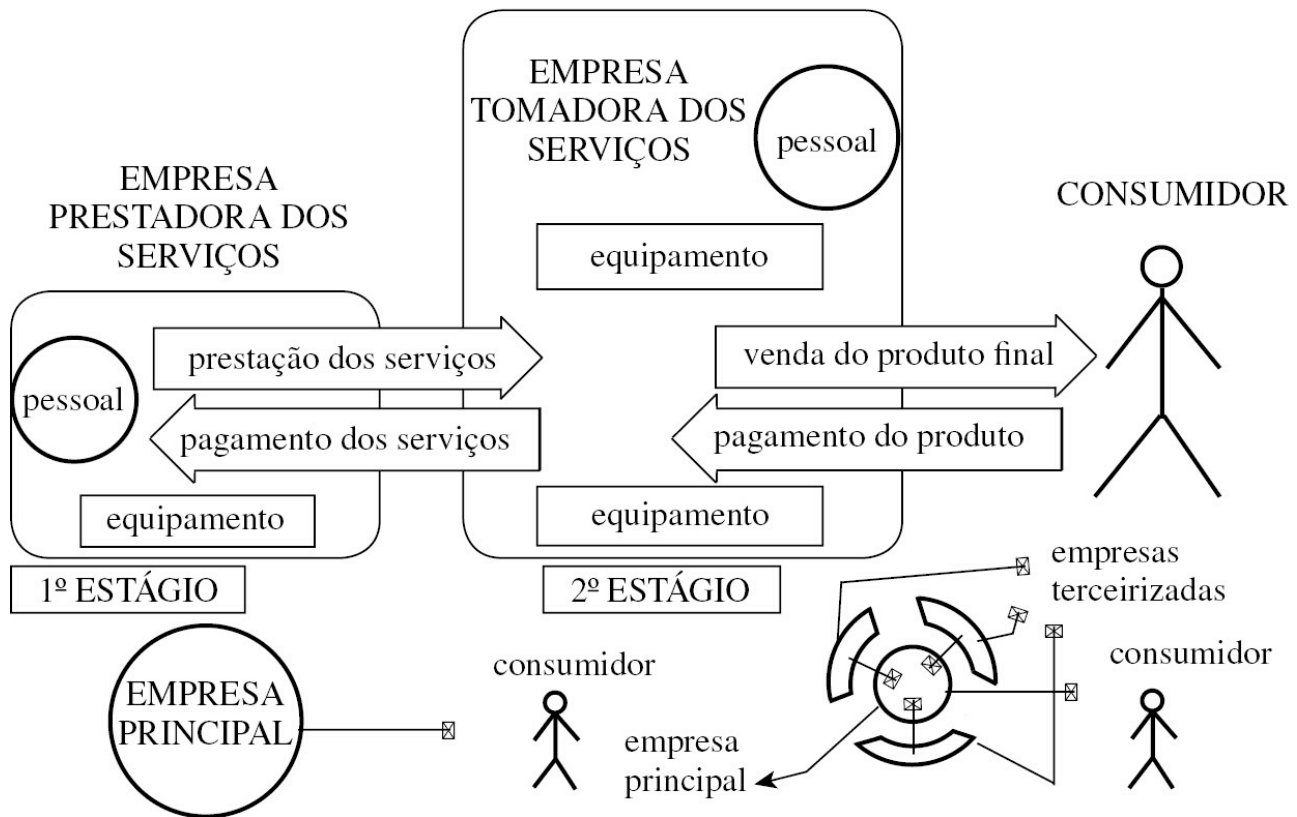 EMPRESA
TOMADORA DOS
SERVIÇOS
pessoal
EMPRESA
PRESTADORA DOS
SERVIÇOS
CONSUMIDOR
equipamento
prestação dos serviços
venda do produto final
pessoal
pagamento dos serviços
pagamento do produto
equipamento
equipamento
1º ESTÁGIO
2º ESTÁGIO
empresas
terceirizadas
EMPRESA
PRINCIPAL
consumidor
empresa
principal
consumidor